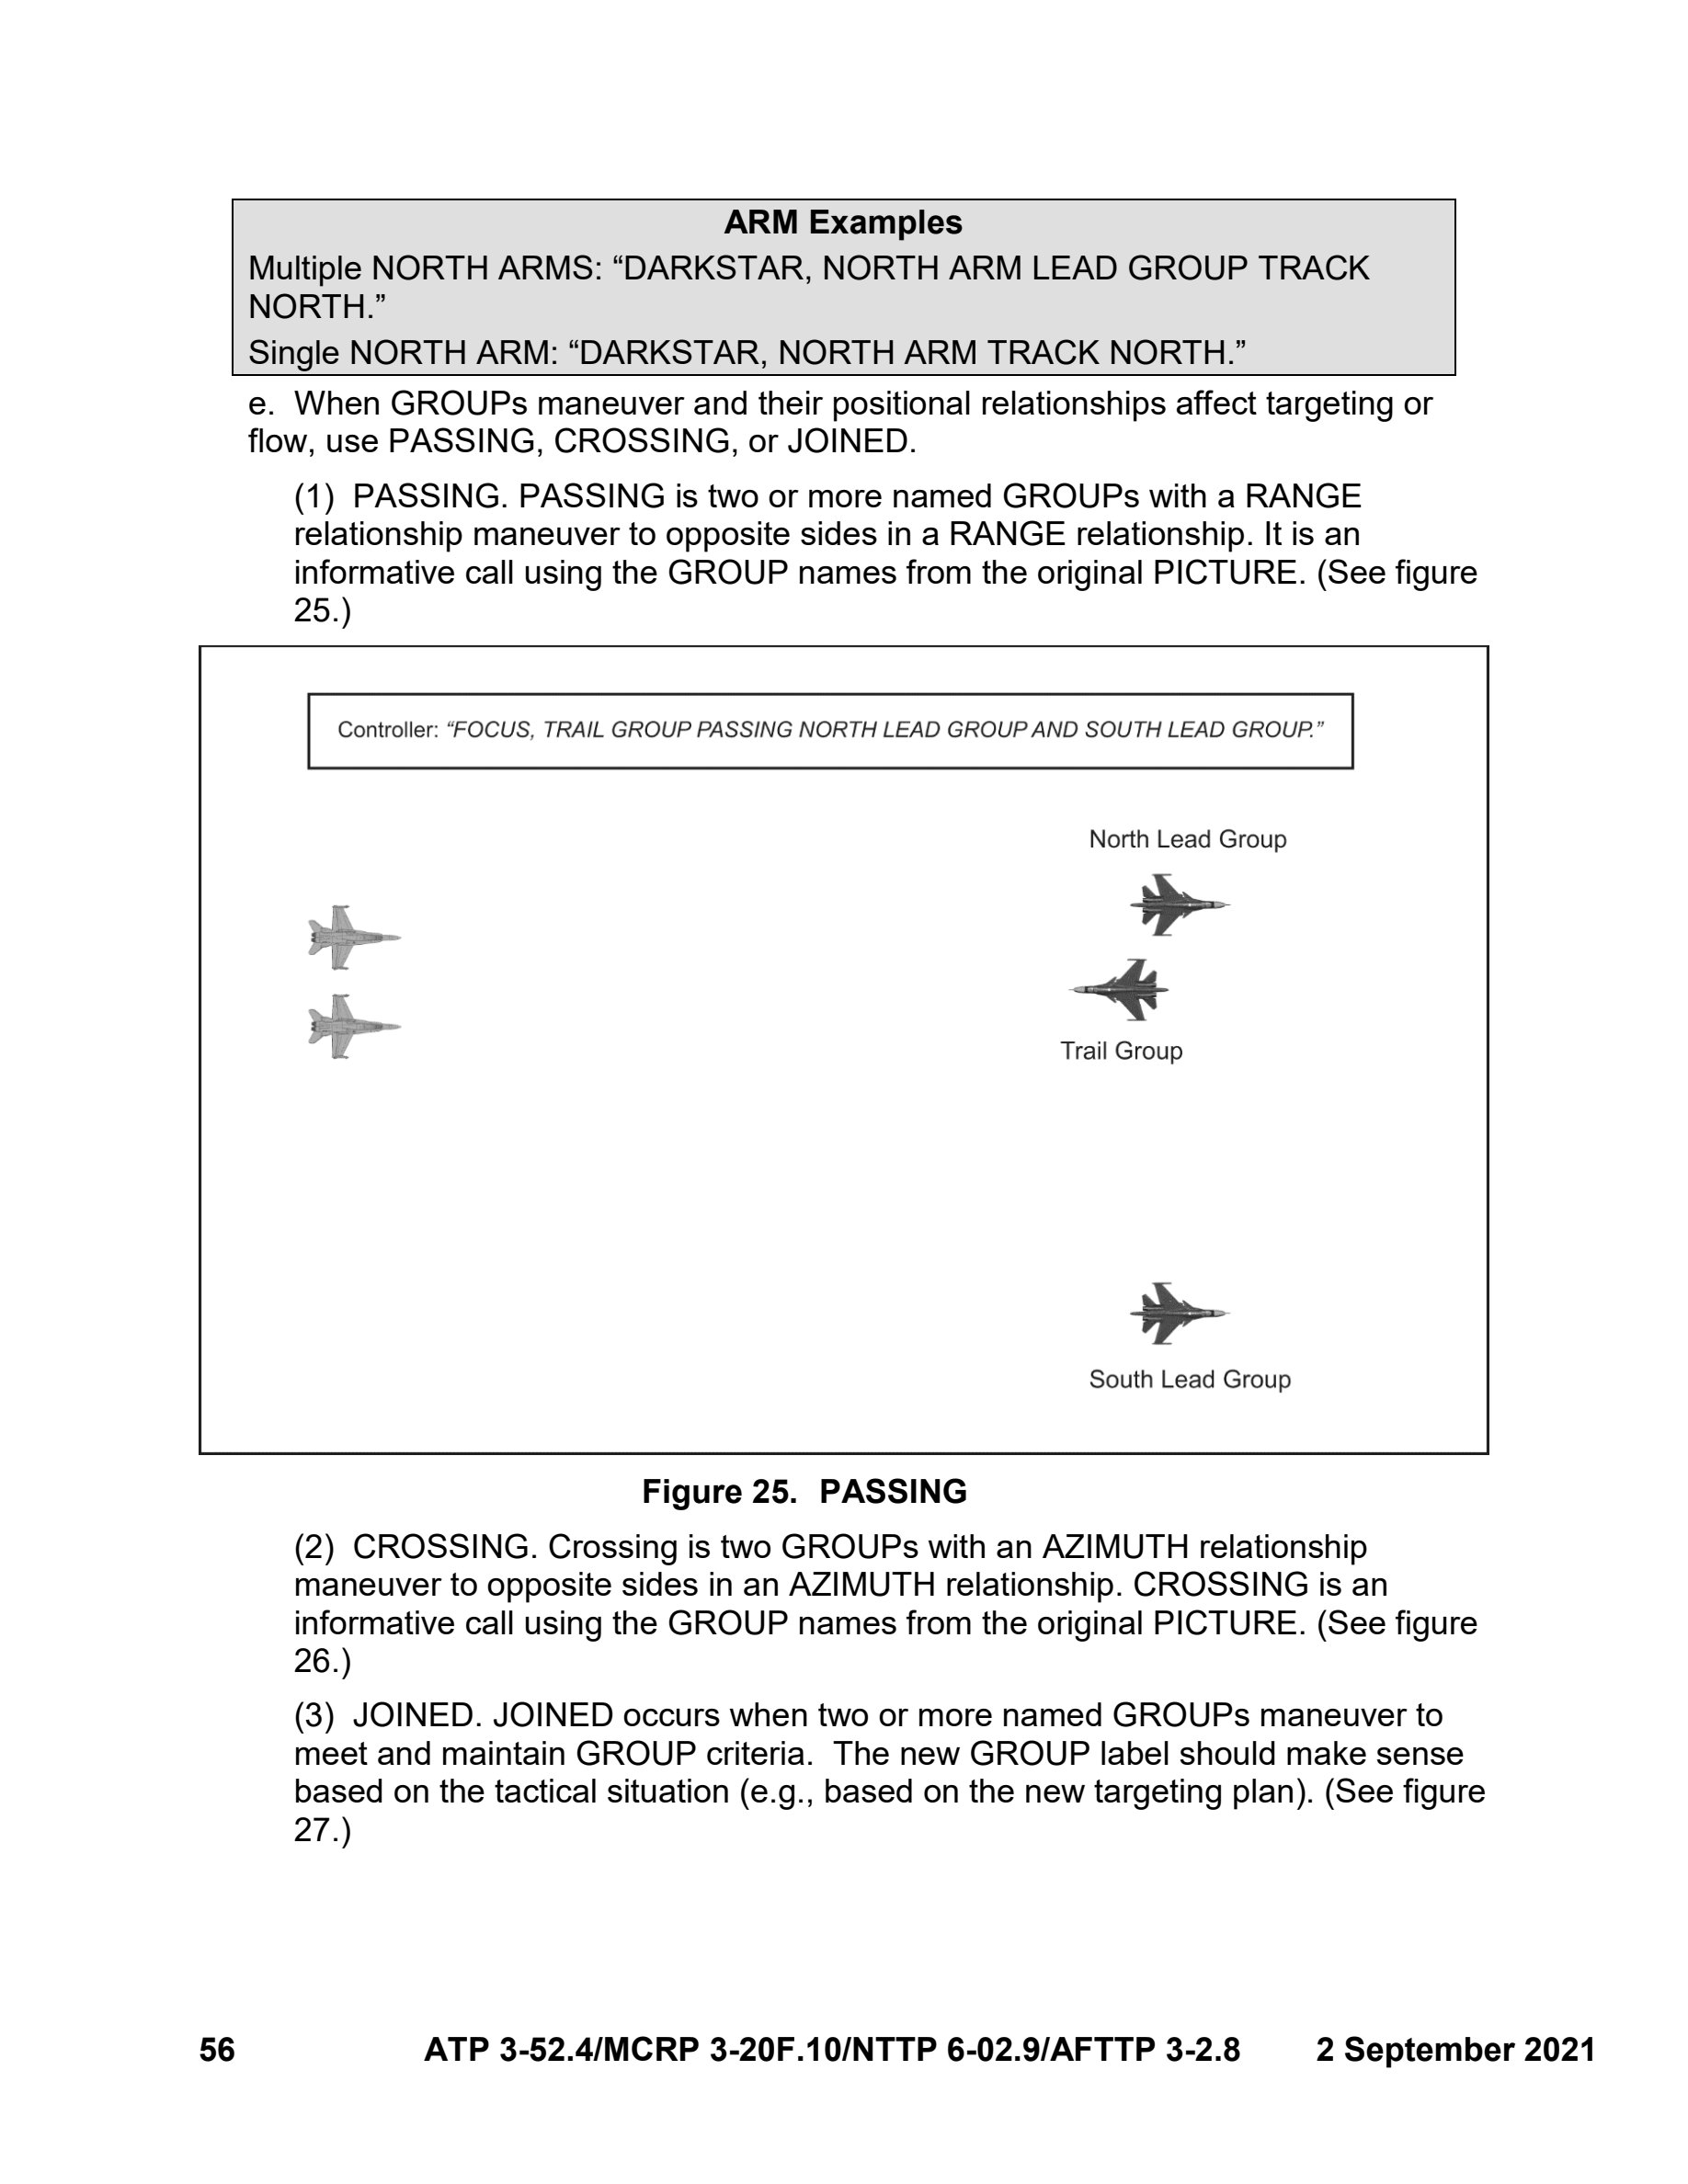 ARM Examples
Multiple NORTH ARMS: “DARKSTAR, NORTH ARM LEAD GROUP TRACK
NORTH.”
Single NORTH ARM: “DARKSTAR, NORTH ARM TRACK NORTH.”
e. When GROUPs maneuver and their positional relationships affect targeting or
flow, use PASSING, CROSSING, or JOINED.
(1) PASSING. PASSING is two or more named GROUPs with a RANGE
relationship maneuver to opposite sides in a RANGE relationship. It is an
informative call using the GROUP names from the original PICTURE. (See figure
25.)
Controller: “FOCUS, TRAIL GROUP PASSING NORTH LEAD GROUP AND SOUTH LEAD GROUP.”
North Lead Group
Trail Group
South Lead Group
Figure 25. PASSING
(2) CROSSING. Crossing is two GROUPs with an AZIMUTH relationship
maneuver to opposite sides in an AZIMUTH relationship. CROSSING is an
informative call using the GROUP names from the original PICTURE. (See figure
26.)
(3) JOINED. JOINED occurs when two or more named GROUPs maneuver to
meet and maintain GROUP criteria. The new GROUP label should make sense
based on the tactical situation (e.g., based on the new targeting plan). (See figure
27.)
56 ATP 3-52.4/MCRP 3-20F.10/NTTP 6-02.9/AFTTP 3-2.8 2 September 2021